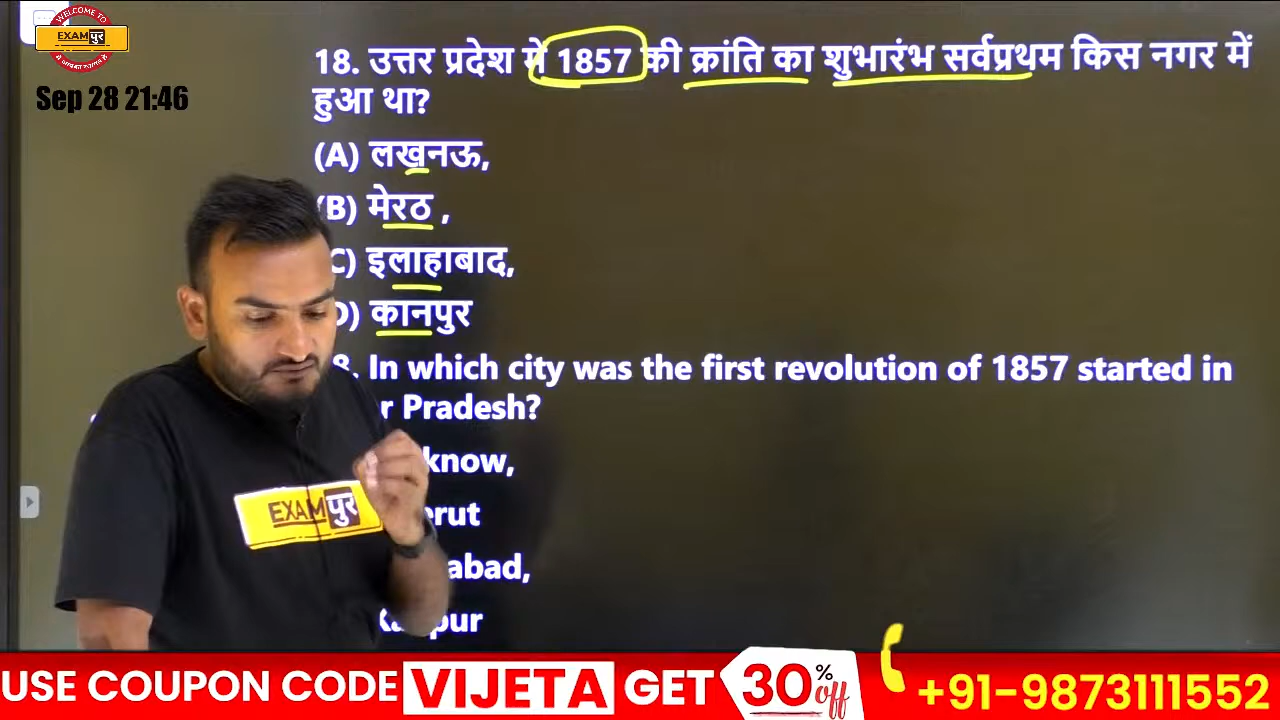 WELCOME TO
EXAMपुर
Sep 28 21:46
18. उत्तर प्रदेश में 1857 की क्रांति का शुभारंभ सर्वप्रथम किस नगर में
हुआ था?
(A) लखनऊ,
(B) मेरठ ,
C) इलाहाबाद,
D) कानपुर
8. In which city was the first revolution of 1857 started in
r Pradesh?
know,
erut
abad,
pur
EXAMपुर
USE COUPON CODE VIJETA GET 30% off
+91-9873111552